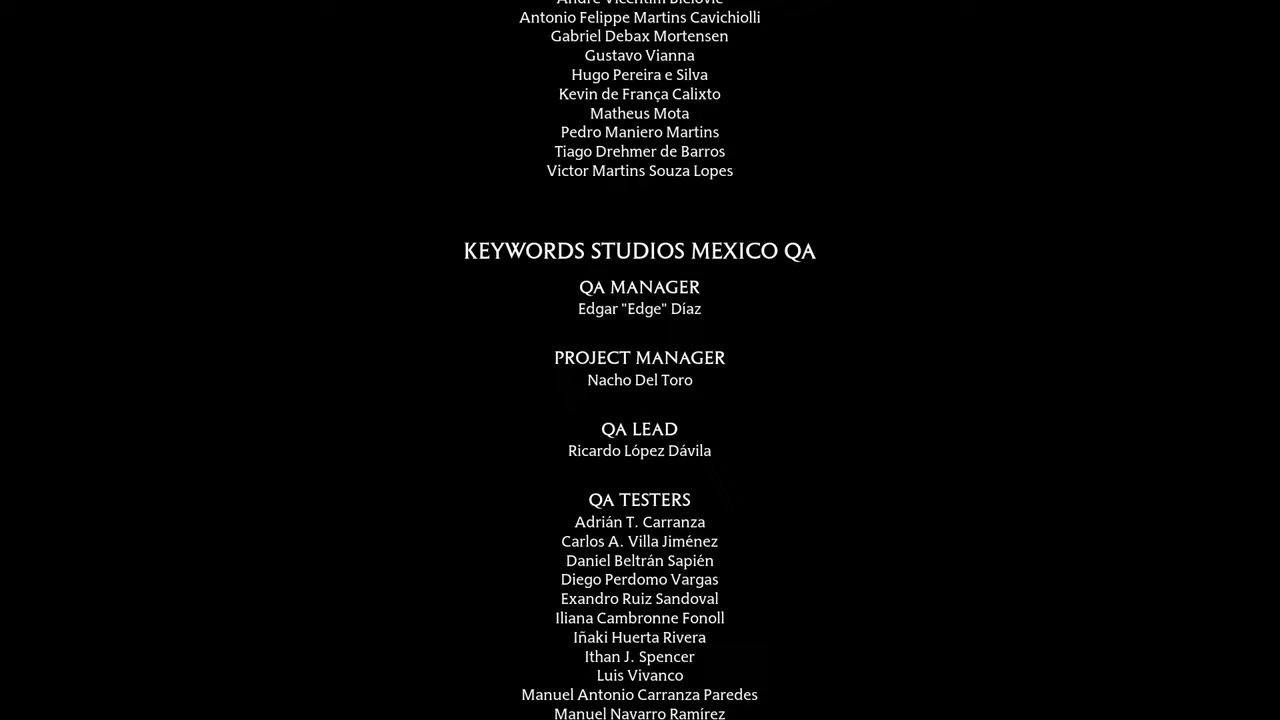 André Vicentini Bielovic
Antonio Felippe Martins Cavichiolli
Gabriel Debax Mortensen
Gustavo Vianna
Hugo Pereira e Silva
Kevin de França Calixto
Matheus Mota
Pedro Maniero Martins
Tiago Drehmer de Barros
Victor Martins Souza Lopes
KEYWORDS STUDIOS MEXICO QA
QA MANAGER
Edgar "Edge" Díaz
PROJECT MANAGER
Nacho Del Toro
QA LEAD
Ricardo López Dávila
QA TESTERS
Adrián T. Carranza
Carlos A. Villa Jiménez
Daniel Beltrán Sapién
Diego Perdomo Vargas
Exandro Ruiz Sandoval
Iliana Cambronne Fonoll
Iñaki Huerta Rivera
Ithan J. Spencer
Luis Vivanco
Manuel Antonio Carranza Paredes
Manuel Navarro Ramírez